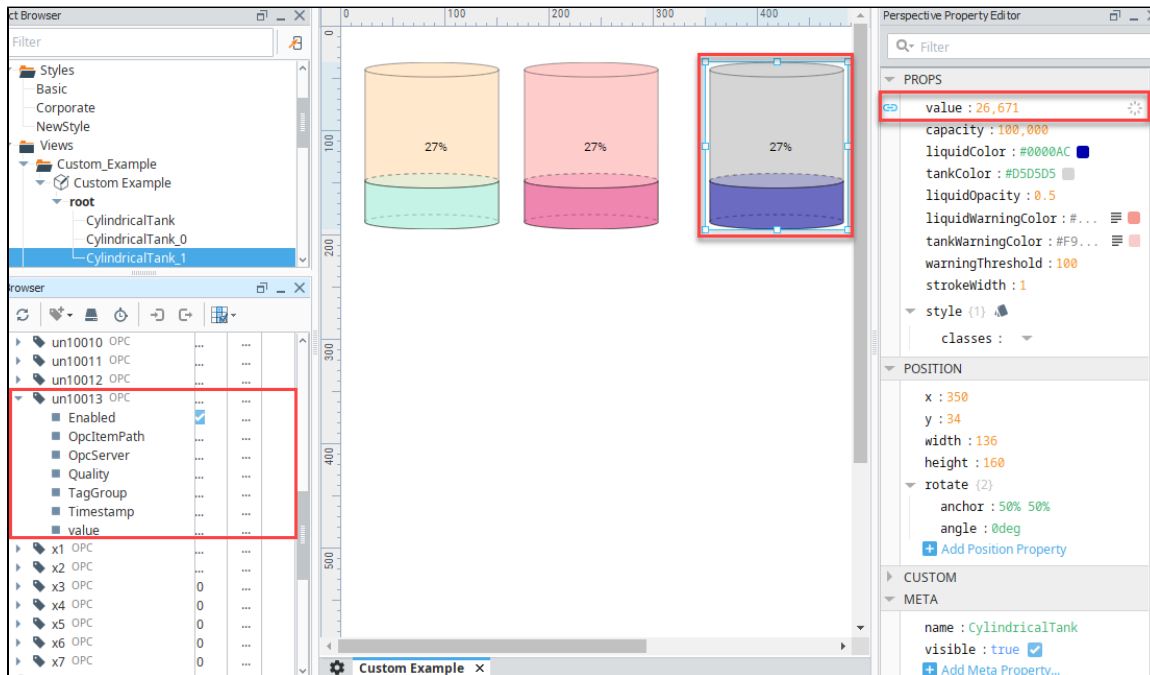 ct Browser
Filter
Styles
Basic
Corporate
NewStyle
Views
Custom_Example
Custom Example
root
CylindricalTank
CylindricalTank_0
CylindricalTank_1
Browser
un10010 OPC ... ...
un10011 OPC ... ...
un10012 OPC ... ...
un10013 OPC ... ...
Enabled ...
OpcItemPath ... ...
OpcServer ... ...
Quality ... ...
TagGroup ... ...
Timestamp ... ...
value ... ...
x1 OPC ... ...
x2 OPC ... ...
x3 OPC 0 ...
x4 OPC 0 ...
x5 OPC 0 ...
x6 OPC 0 ...
x7 OPC 0 ...
0 100 200 300 400
0
100
200
300
400
500
27% 27% 27%
Custom Example
Perspective Property Editor
Filter
PROPS
value : 26,671
capacity : 100,000
liquidColor : #0000AC
tankColor : #D5D5D5
liquidOpacity : 0.5
liquidWarningColor : #...
tankWarningColor : #F9...
warningThreshold : 100
strokeWidth : 1
style {1}
classes :
POSITION
x : 350
y : 34
width : 136
height : 160
rotate {2}
anchor : 50% 50%
angle : 0deg
Add Position Property
CUSTOM
META
name : CylindricalTank
visible : true
Add Meta Property...